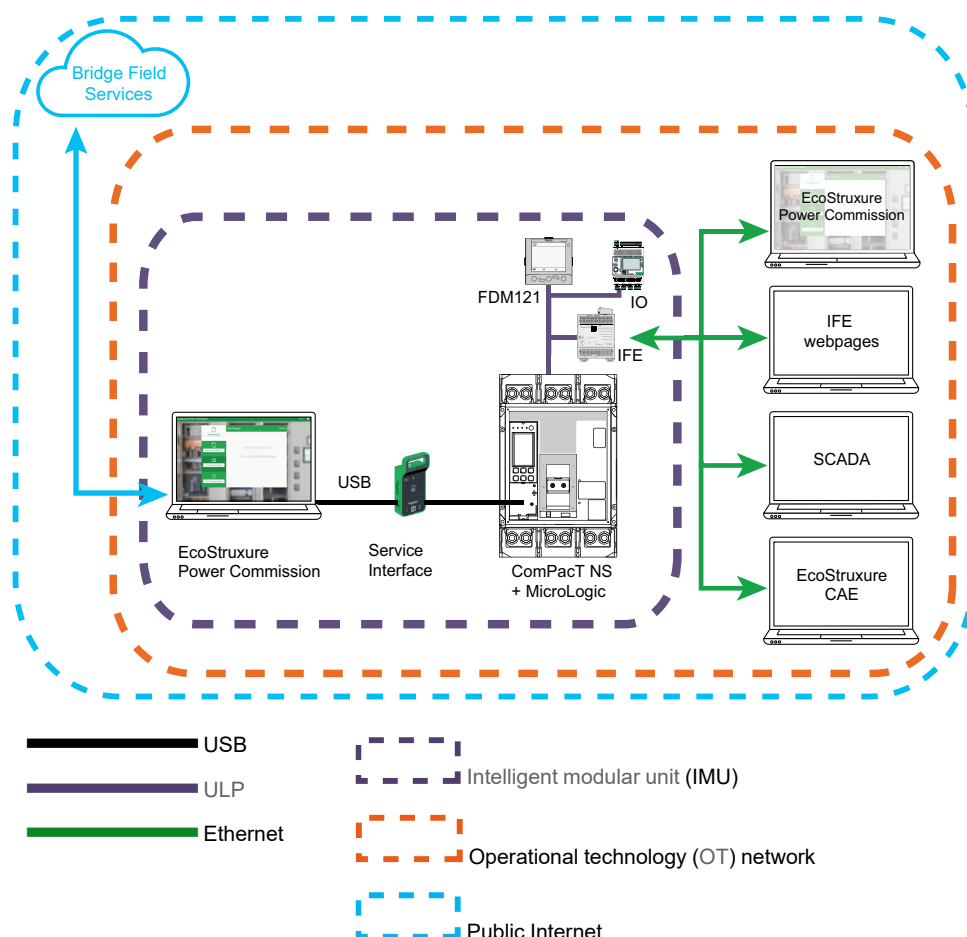 Bridge Field
Services
EcoStruxure
Power Commission
FDM121
IO
IFE
IFE
webpages
SCADA
USB
EcoStruxure
Power Commission
Service
Interface
ComPacT NS
+ MicroLogic
EcoStruxure
CAE
USB
ULP
Ethernet
Intelligent modular unit (IMU)
Operational technology (OT) network
Public Internet